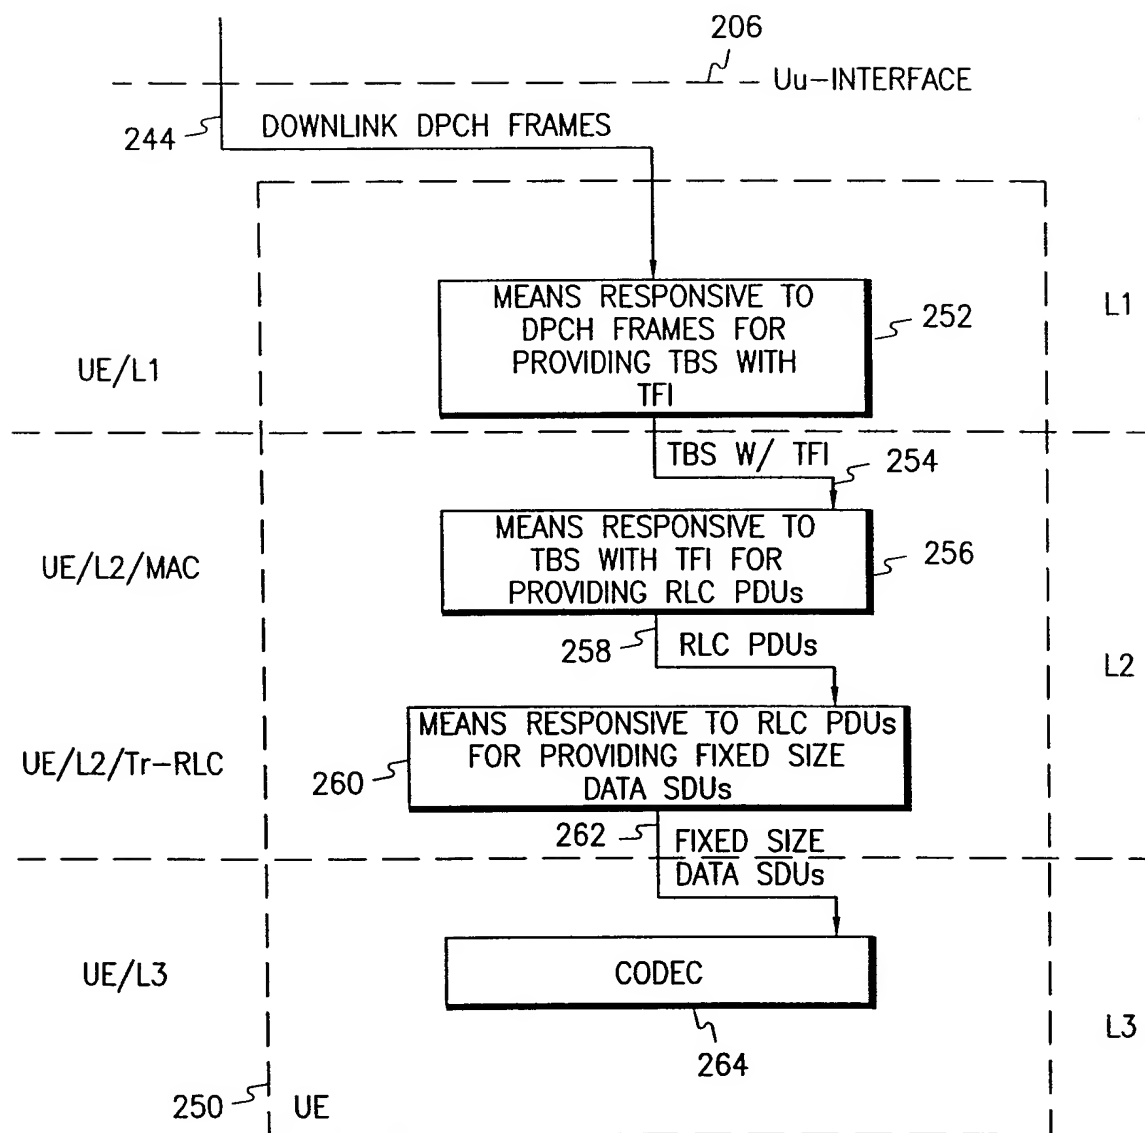 206
Uu-INTERFACE
244
DOWNLINK DPCH FRAMES
MEANS RESPONSIVE TO
DPCH FRAMES FOR
PROVIDING TBS WITH
TFI
252
L1
UE/L1
TBS W/ TFI
254
MEANS RESPONSIVE TO
TBS WITH TFI FOR
PROVIDING RLC PDUs
256
UE/L2/MAC
258
RLC PDUs
L2
MEANS RESPONSIVE TO RLC PDUs
FOR PROVIDING FIXED SIZE
DATA SDUs
UE/L2/Tr-RLC
260
262
FIXED SIZE
DATA SDUs
UE/L3
CODEC
L3
264
250
UE